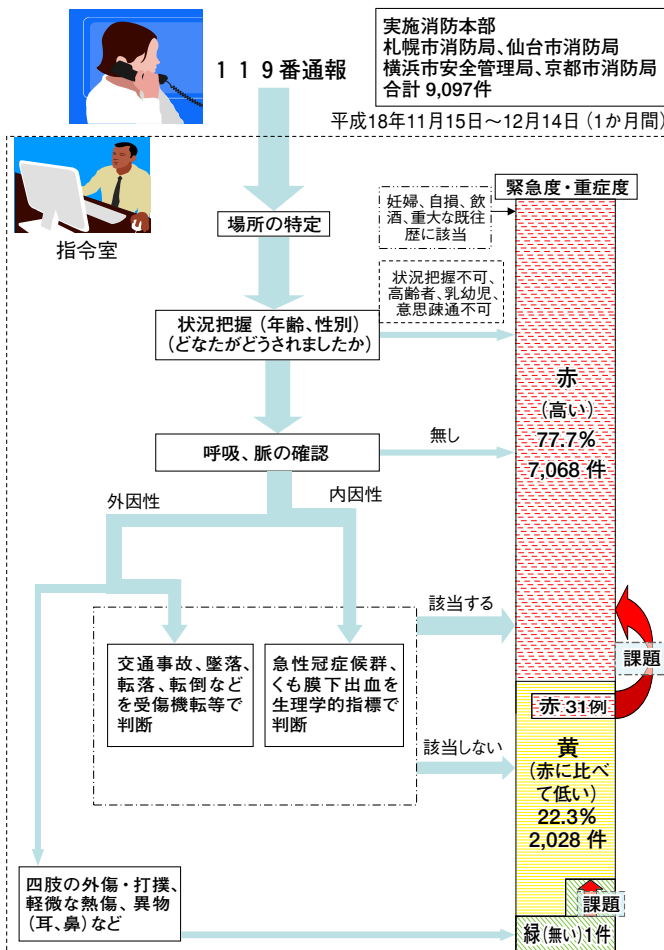 119番通報
実施消防本部
札幌市消防局、仙台市消防局
横浜市安全管理局、京都市消防局
合計 9,097件
平成18年11月15日～12月14日（1か月間）
指令室
場所の特定
妊婦、自損、飲
酒、重大な既往
歴に該当
緊急度・重症度
状況把握不可、
高齢者、乳幼児、
意思疎通不可
状況把握（年齢、性別）
（どなたがどうされましたか）
赤
（高い）
77.7%
7,068 件
呼吸、脈の確認
無し
外因性
内因性
該当する
交通事故、墜落、
転落、転倒など
を受傷機転等で
判断
急性冠症候群、
くも膜下出血を
生理学的指標で
判断
課題
赤 31例
該当しない
黄
（赤に比べ
て低い）
22.3%
2,028 件
四肢の外傷・打撲、
軽微な熱傷、異物
（耳、鼻）など
課題
緑（無い）1件